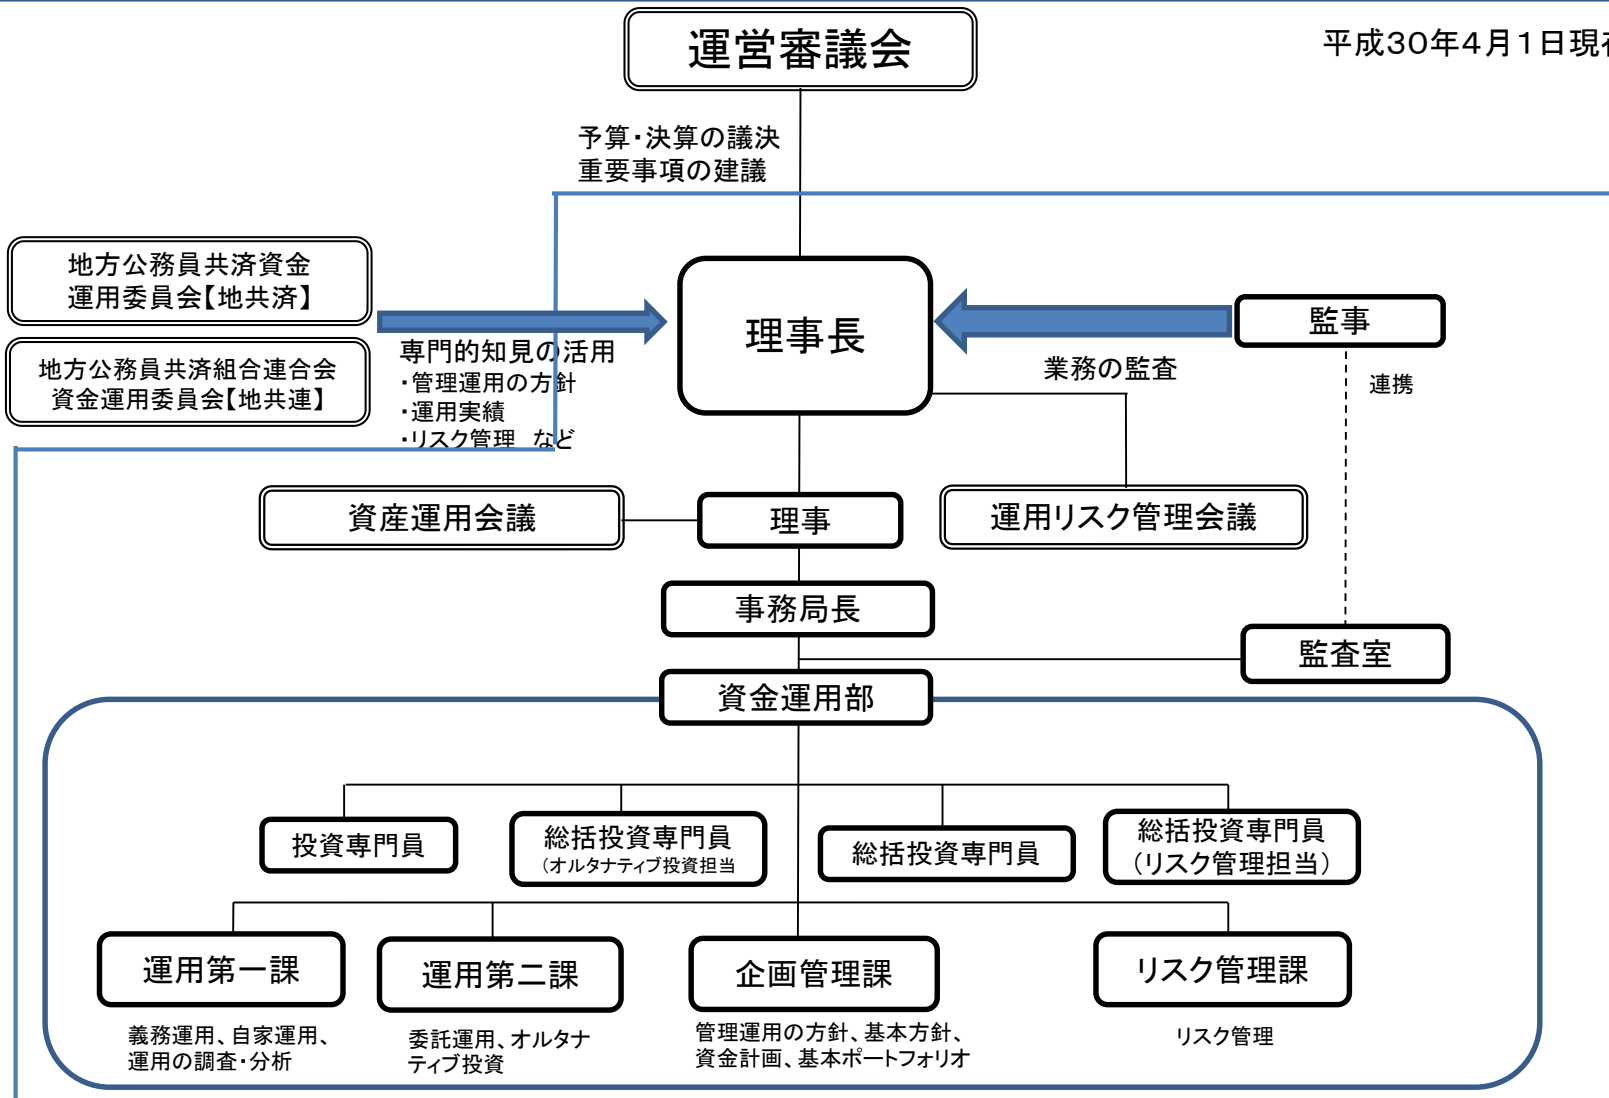 運営審議会
平成30年4月1日現在
予算・決算の議決
重要事項の建議
地方公務員共済資金
運用委員会【地共済】
地方公務員共済組合連合会
資金運用委員会【地共連】
専門的知見の活用
・管理運用の方針
・運用実績
・リスク管理　など
理事長
監事
業務の監査
連携
資産運用会議
理事
運用リスク管理会議
事務局長
監査室
資金運用部
投資専門員
総括投資専門員
（オルタナティブ投資担当
総括投資専門員
総括投資専門員
（リスク管理担当）
運用第一課
運用第二課
企画管理課
リスク管理課
義務運用、自家運用、
運用の調査・分析
委託運用、オルタナ
ティブ投資
管理運用の方針、基本方針、
資金計画、基本ポートフォリオ
リスク管理